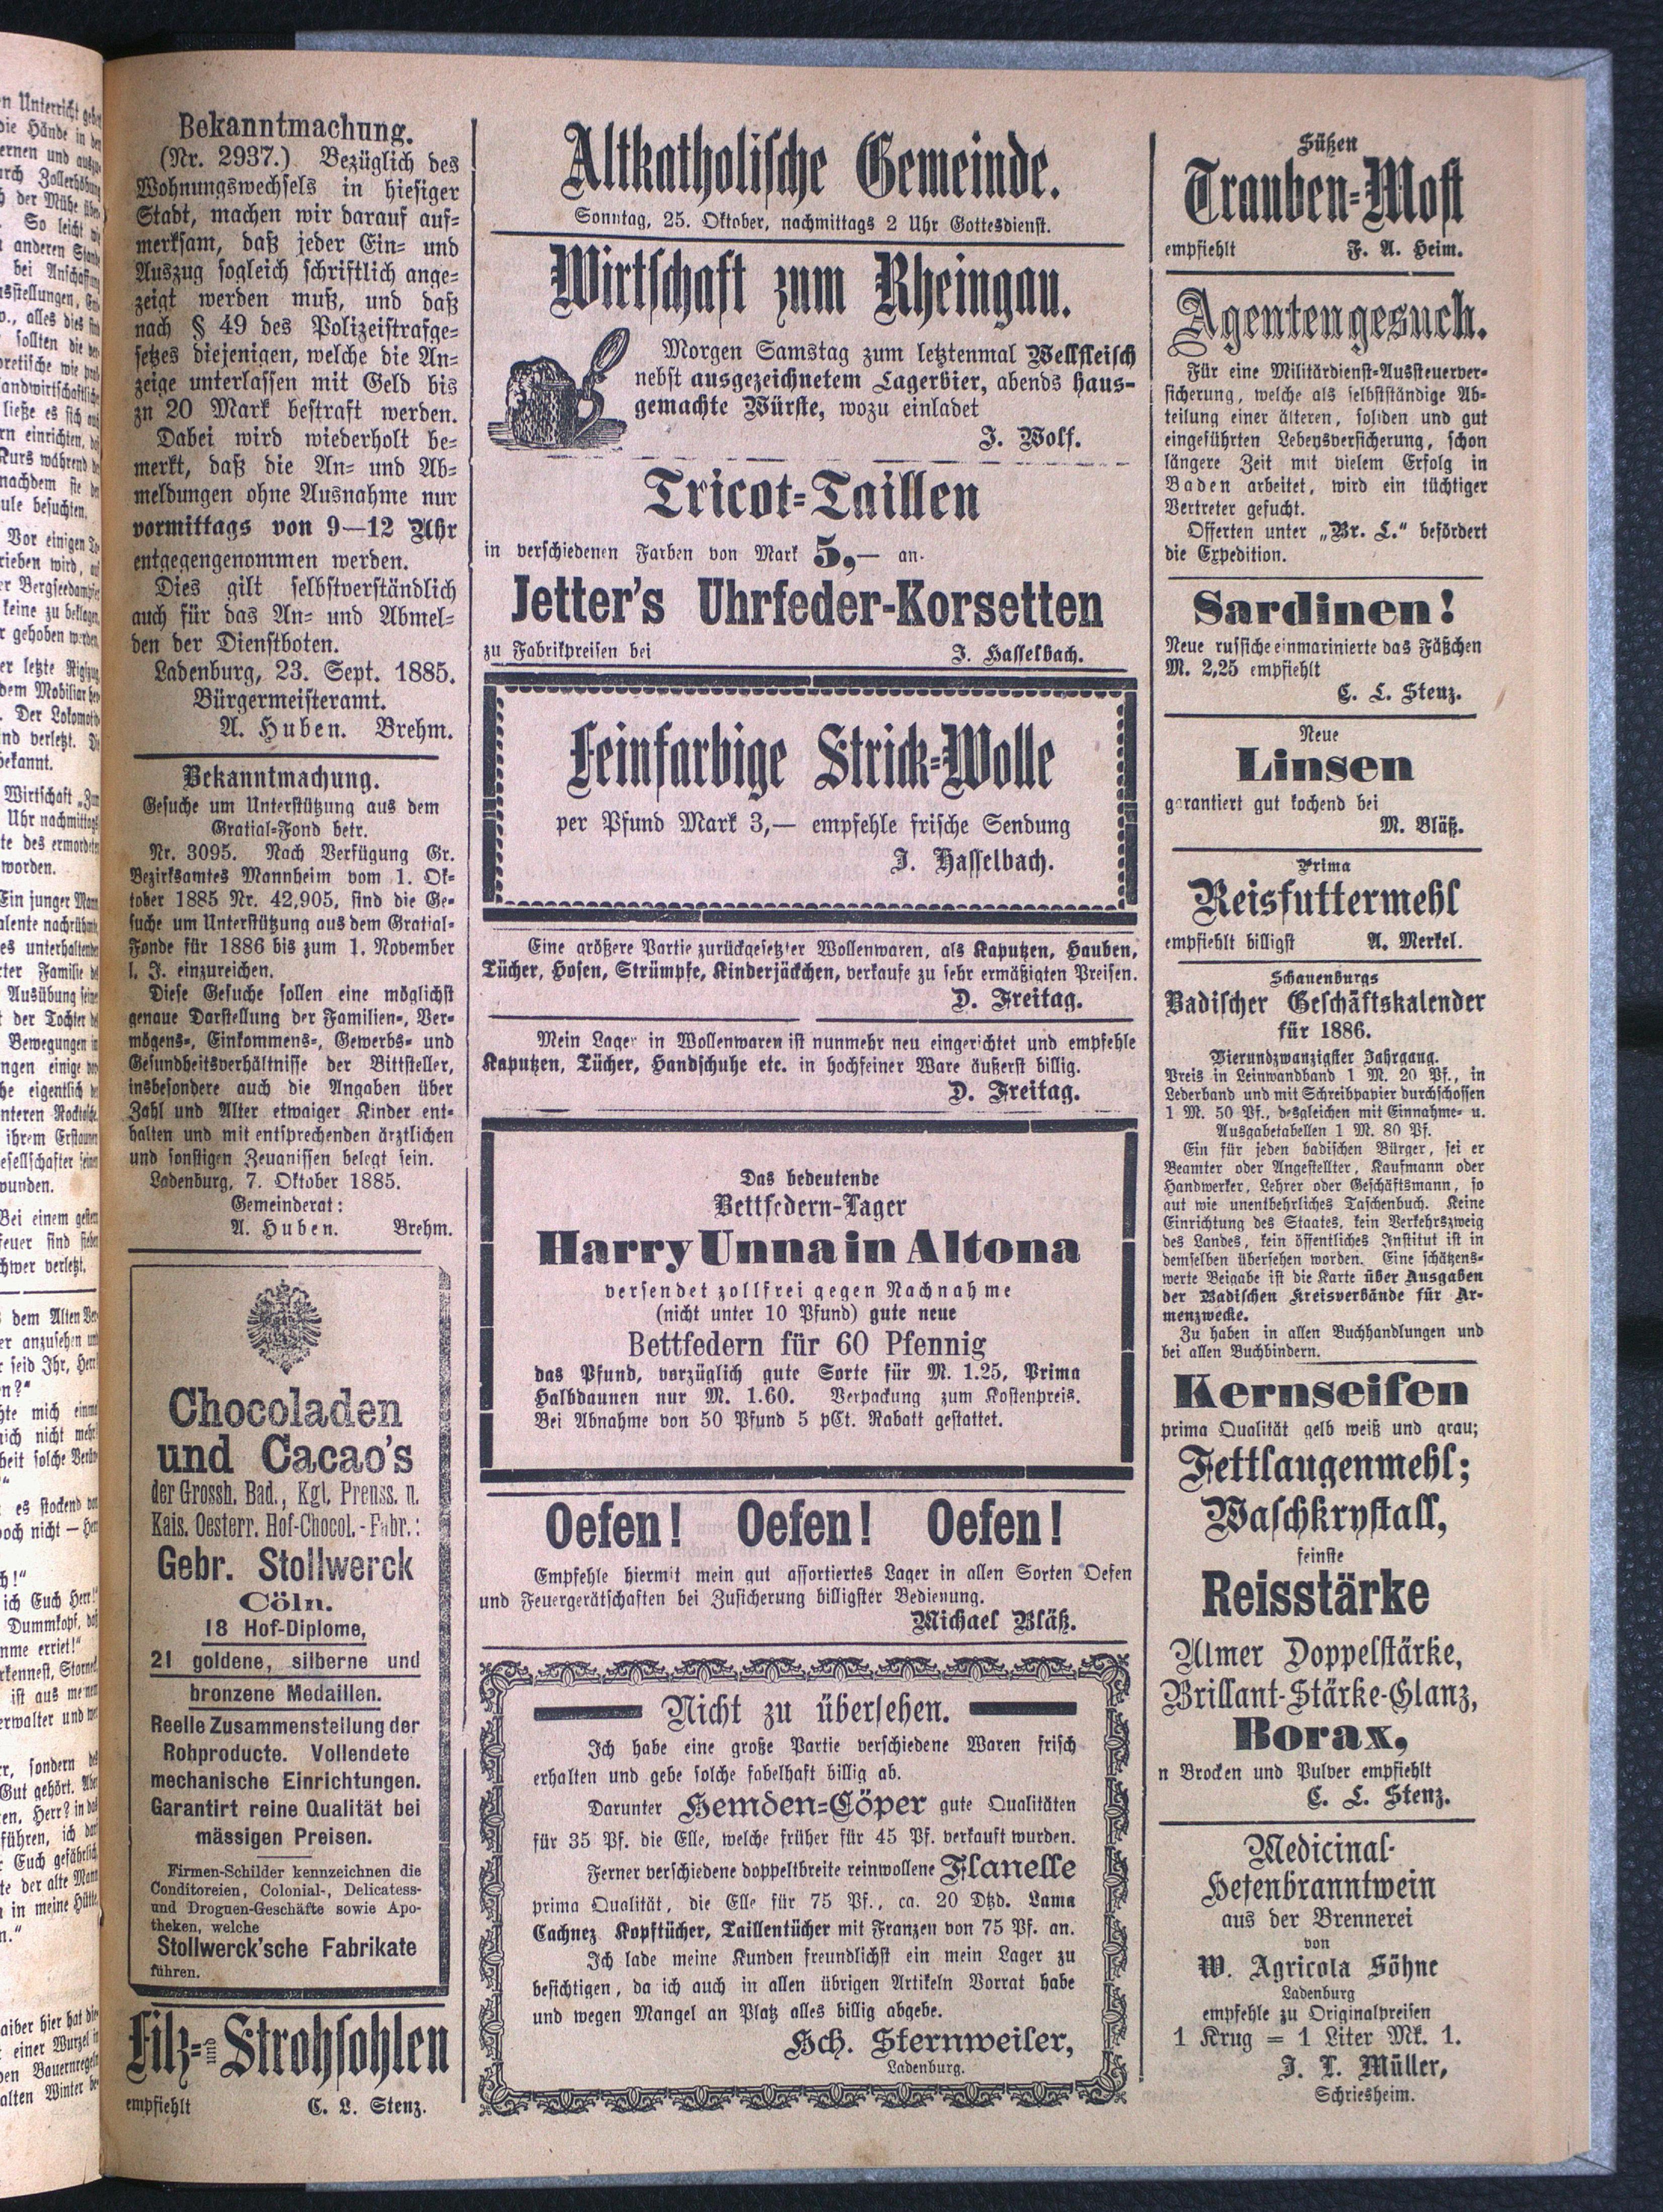 Bekanntmachung.
(Nr. 2937.) Bezüglich des
Wohnungswechsels in hiesiger
Stadt, machen wir darauf auf-
merksam, daß jeder Ein- und
Auszug sogleich schriftlich ange-
zeigt werden muß, und daß
nach § 49 des Polizeistrafge-
setzes diejenigen, welche die An-
zeige unterlassen mit Geld bis
zu 20 Mark bestraft werden.
Dabei wird wiederholt be-
merkt, daß die An- und Ab-
meldungen ohne Ausnahme nur
vormittags von 9—12 Uhr
entgegengenommen werden.
Dies gilt selbstverständlich
auch für das An- und Abmel-
den der Dienstboten.
Ladenburg, 23. Sept. 1885.
Bürgermeisteramt.
A. Huben. Brehm.
Bekanntmachung.
Gesuche um Unterstützung aus dem
Gratial-Fond betr.
Nr. 3095. Nach Verfügung Gr.
Bezirksamtes Mannheim vom 1. Ok-
tober 1885 Nr. 42,905, sind die Ge-
suche um Unterstützung aus dem Gratial-
Fonde für 1886 bis zum 1. November
l. J. einzureichen.
Diese Gesuche sollen eine möglichst
genaue Darstellung der Familien-, Ver-
mögens-, Einkommens-, Gewerbs- und
Gesundheitsverhältnisse der Bittsteller,
insbesondere auch die Angaben über
Zahl und Alter etwaiger Kinder ent-
halten und mit entsprechenden ärztlichen
und sonstigen Zeugnissen belegt sein.
Ladenburg, 7. Oktober 1885.
Gemeinderat:
A. Huben. Brehm.
Chocoladen
und Cacao's
der Grossh. Bad., Kgl. Preuss. u.
Kais. Oesterr. Hof-Chocol.-Fabr.:
Gebr. Stollwerck
Cöln.
18 Hof-Diplome,
21 goldene, silberne und
bronzene Medaillen.
Reelle Zusammenstellung der
Rohproducte. Vollendete
mechanische Einrichtungen.
Garantirt reine Qualität bei
mässigen Preisen.
Firmen-Schilder kennzeichnen die
Conditoreien, Colonial-, Delicatess-
und Droguen-Geschäfte sowie Apo-
theken, welche
Stollwerck'sche Fabrikate
führen.
Filz- und Strohsohlen
empfiehlt C. L. Stenz.
Altkatholische Gemeinde.
Sonntag, 25. Oktober, nachmittags 2 Uhr Gottesdienst.
Wirtschaft zum Rheingau.
Morgen Samstag zum letztenmal Wellfleisch
nebst ausgezeichnetem Lagerbier, abends haus-
gemachte Würste, wozu einladet
J. Wolf.
Tricot-Taillen
in verschiedenen Farben von Mark 5,— an.
Jetter's Uhrfeder-Korsetten
zu Fabrikpreisen bei J. Hasselbach.
Feinfarbige Strick-Wolle
per Pfund Mark 3,— empfehle frische Sendung
J. Hasselbach.
Eine größere Partie zurückgesetzter Wollenwaren, als Kaputzen, Hauben,
Tücher, Hosen, Strümpfe, Kinderjäckchen, verkaufe zu sehr ermäßigten Preisen.
D. Freitag.
Mein Lager in Wollenwaren ist nunmehr neu eingerichtet und empfehle
Kaputzen, Tücher, Handschuhe etc. in hochfeiner Ware äußerst billig.
D. Freitag.
Das bedeutende
Bettfedern-Lager
Harry Unna in Altona
versendet zollfrei gegen Nachnahme
(nicht unter 10 Pfund) gute neue
Bettfedern für 60 Pfennig
das Pfund, vorzüglich gute Sorte für M. 1.25, Prima
Halbdaunen nur M. 1.60. Verpackung zum Kostenpreis.
Bei Abnahme von 50 Pfund 5 pCt. Rabatt gestattet.
Oefen! Oefen! Oefen!
Empfehle hiermit mein gut assortiertes Lager in allen Sorten Oefen
und Feuergerätschaften bei Zusicherung billigster Bedienung.
Michael Bläß.
Nicht zu übersehen.
Ich habe eine große Partie verschiedene Waren frisch
erhalten und gebe solche fabelhaft billig ab.
Darunter Hemden-Cöper gute Qualitäten
für 35 Pf. die Elle, welche früher für 45 Pf. verkauft wurden.
Ferner verschiedene doppeltbreite reinwollene Flanelle
prima Qualität, die Elle für 75 Pf., ca. 20 Dtzd. Lama
Cachnez Kopftücher, Taillentücher mit Franzen von 75 Pf. an.
Ich lade meine Kunden freundlichst ein mein Lager zu
besichtigen, da ich auch in allen übrigen Artikeln Vorrat habe
und wegen Mangel an Platz alles billig abgebe.
Hch. Sternweiler,
Ladenburg.
Süßen
Trauben-Most
empfiehlt F. A. Heim.
Agentengesuch.
Für eine Militärdienst-Aussteuerver-
sicherung, welche als selbstständige Ab-
teilung einer älteren, soliden und gut
eingeführten Lebensversicherung, schon
längere Zeit mit vielem Erfolg in
Baden arbeitet, wird ein tüchtiger
Vertreter gesucht.
Offerten unter „Br. L.“ befördert
die Expedition.
Sardinen!
Neue russiche einmarinierte das Fäßchen
M. 2,25 empfiehlt
C. L. Stenz.
Neue
Linsen
garantiert gut kochend bei
M. Bläß.
Prima
Reisfuttermehl
empfiehlt billigst A. Merkel.
Schauenburgs
Badischer Geschäftskalender
für 1886.
Vierundzwanzigster Jahrgang.
Preis in Leinwandband 1 M. 20 Pf., in
Lederband und mit Schreibpapier durchschossen
1 M. 50 Pf., desgleichen mit Einnahme- u.
Ausgabetabellen 1 M. 80 Pf.
Ein für jeden badischen Bürger, sei er
Beamter oder Angestellter, Kaufmann oder
Handwerker, Lehrer oder Geschäftsmann, so
gut wie unentbehrliches Taschenbuch. Keine
Einrichtung des Staates, kein Verkehrszweig
des Landes, kein öffentliches Institut ist in
demselben übersehen worden. Eine schätzens-
werte Beigabe ist die Karte über Ausgaben
der Badischen Kreisverbände für Ar-
menzwecke.
Zu haben in allen Buchhandlungen und
bei allen Buchbindern.
Kernseifen
prima Qualität gelb weiß und grau;
Fettlaugenmehl;
Waschkrystall,
feinste
Reisstärke
Ulmer Doppelstärke,
Brillant-Stärke-Glanz,
Borax,
n Brocken und Pulver empfiehlt
C. L. Stenz.
Medicinal-
Hefenbranntwein
aus der Brennerei
von
W. Agricola Söhne
Ladenburg
empfehle zu Originalpreisen
1 Krug = 1 Liter Mk. 1.
J. L. Müller,
Schriesheim.